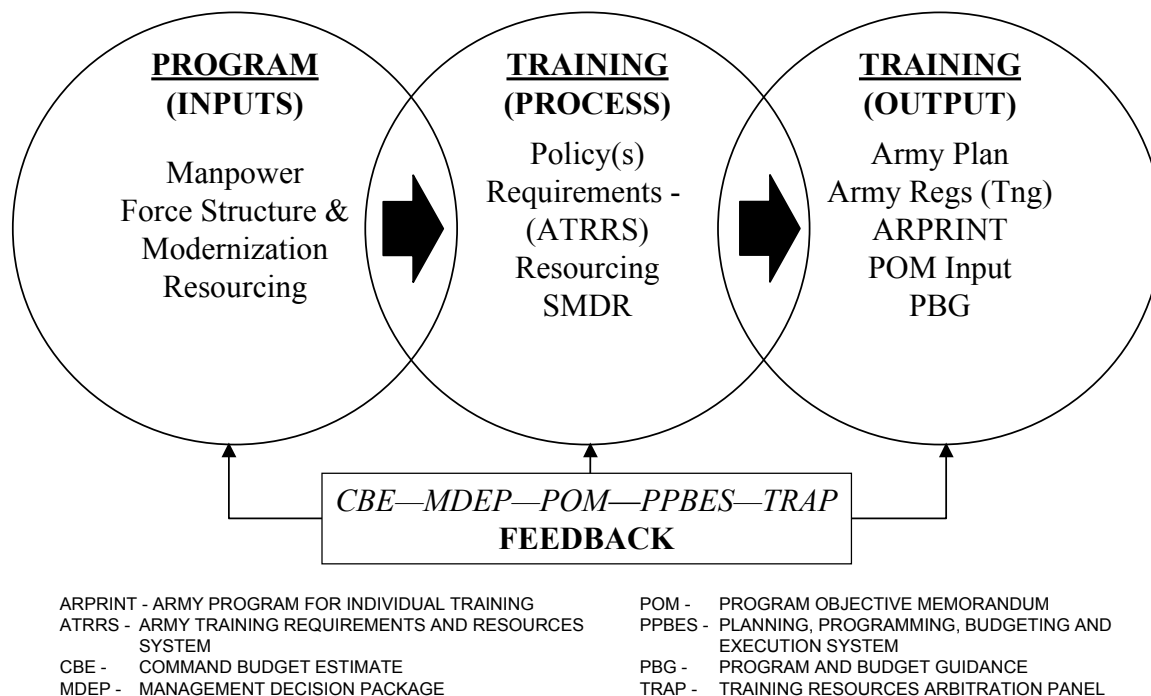 PROGRAM
(INPUTS)
Manpower
Force Structure &
Modernization
Resourcing
TRAINING
(PROCESS)
Policy(s)
Requirements -
(ATRRS)
Resourcing
SMDR
TRAINING
(OUTPUT)
Army Plan
Army Regs (Tng)
ARPRINT
POM Input
PBG
CBE—MDEP—POM—PPBES—TRAP
FEEDBACK
ARPRINT - ARMY PROGRAM FOR INDIVIDUAL TRAINING
ATRRS - ARMY TRAINING REQUIREMENTS AND RESOURCES
SYSTEM
CBE - COMMAND BUDGET ESTIMATE
MDEP - MANAGEMENT DECISION PACKAGE
POM - PROGRAM OBJECTIVE MEMORANDUM
PPBES - PLANNING, PROGRAMMING, BUDGETING AND
EXECUTION SYSTEM
PBG - PROGRAM AND BUDGET GUIDANCE
TRAP - TRAINING RESOURCES ARBITRATION PANEL